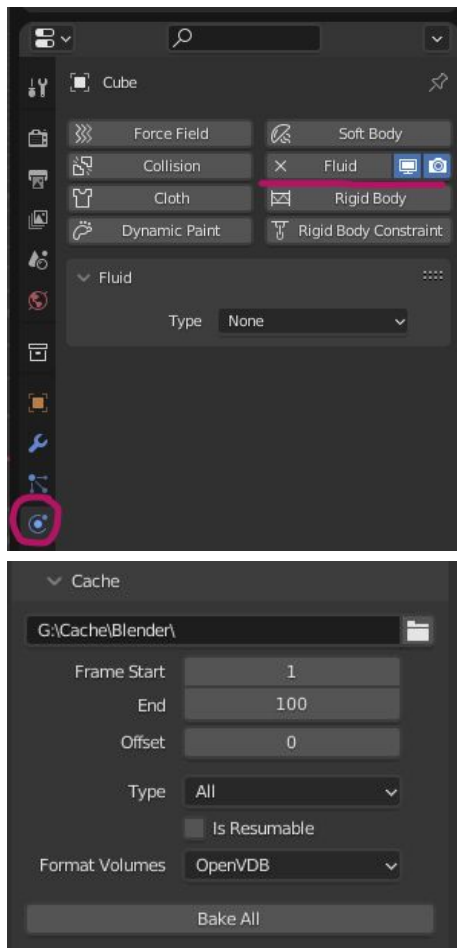 Cube
Force Field Soft Body
Collision Fluid
Cloth Rigid Body
Dynamic Paint Rigid Body Constraint
Fluid
Type None
Cache
G:\Cache\Blender\
Frame Start 1
End 100
Offset 0
Type All
Is Resumable
Format Volumes OpenVDB
Bake All